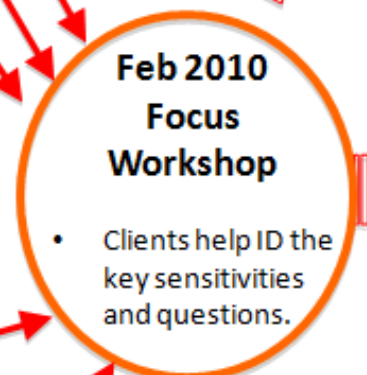 Feb 2010
Focus
Workshop
• Clients help ID the
key sensitivities
and questions.